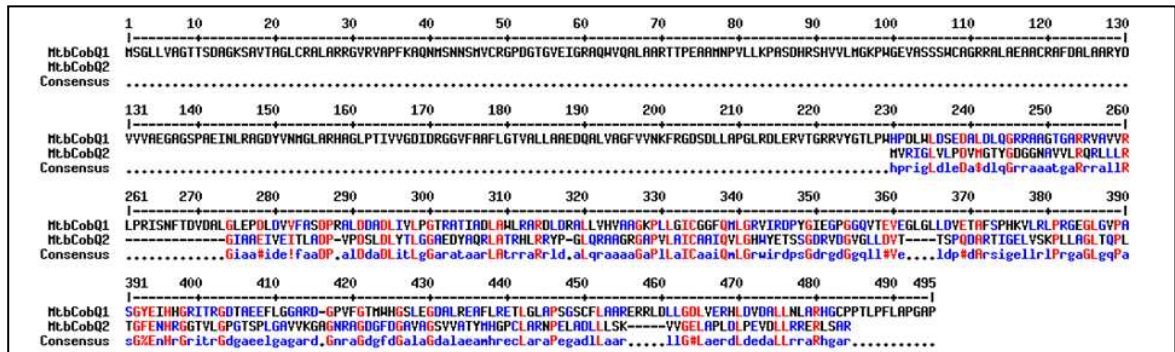 1 10 20 30 40 50 60 70 80 90 100 110 120 130
MtbCobQ1 MSGLLVAGTTSDAGKSAVTAGLCRALARRGVRVAPFKAQNMSNNSMVCRGPDGTGVEIGRAQWVQALAARTTPEAAMNPVLLKPASDHRSHVVLMGKPWGEVASSSWCAGRRALAEAACRAFDALAARYD
MtbCobQ2
Consensus ..................................................................................................................................
131 140 150 160 170 180 190 200 210 220 230 240 250 260
MtbCobQ1 VVVAEGAGSPAEINLRAGDYVNMGLARHAGLPTIVVGDIDRGGVFAAFLGTVALLAAEDQALVAGFVVNKFRGDSDLLAPGLRDLERVTGRRVYGTLPWHPDLWLDSEDALDLQGRRAAGTGARRVAVVR
MtbCobQ2 MVRIGLVLPDVMGTYGDGGNAVVLRQRLLLR
Consensus ...................................................................................................hprigLdleDa$dlqGrraaatgaRrrallR
261 270 280 290 300 310 320 330 340 350 360 370 380 390
MtbCobQ1 LPRISNFTDVDALGLEPDLDVVFASDPRALDDADLIVLPGTRATIADLAWLRARDLDRALLVHVAAGKPLLGICGGFQMLGRVIRDPYGIEGPGGQVTEVEGLGLLDVETAFSPHKVLRLPRGEGLGVPA
MtbCobQ2 -------------GIAAEIVEITLADP-VPDSLDLYTLGGAEDYAQRLATRHLRRYP-GLQRAAGRGAPVLAICAAIQVLGHWYETSSGDRVDGVGLLDVT----TSPQDARTIGELVSKPLLAGLTQPL
Consensus .............Giaa#ide!faaDP.alDdaDLitLgGarataarLAtrraRrld.aLqraaaaGaPlLaICaaiQmLGrwirdpsGdrgdGgqll#Ve....ldp#dArsigellrlPrgaGLgqPa
391 400 410 420 430 440 450 460 470 480 490 495
MtbCobQ1 SGYEIHHGRITRGDTAEEFLGGARD-GPVFGTMWHGSLEGDALREAFLRETLGLAPSGSCFLAARERRLDLLGDLVERHLDVDALLNLARHGCPPTLPFLAPGAP
MtbCobQ2 TGFENHRGGTVLGPGTSPLGAVVKGAGNRAGDGFDGAVAGSVVATYMHGPCLARNPELADLLLSK-----VVGELAPLDLPEVDLLRRERLSAR
Consensus sG%EnHrGritrGdgaeelgagard.GnraGdgfdGalaGdalaeamhrecLaraPegadlLaar.....llG#LaerdLdedaLLrraRhgar...........